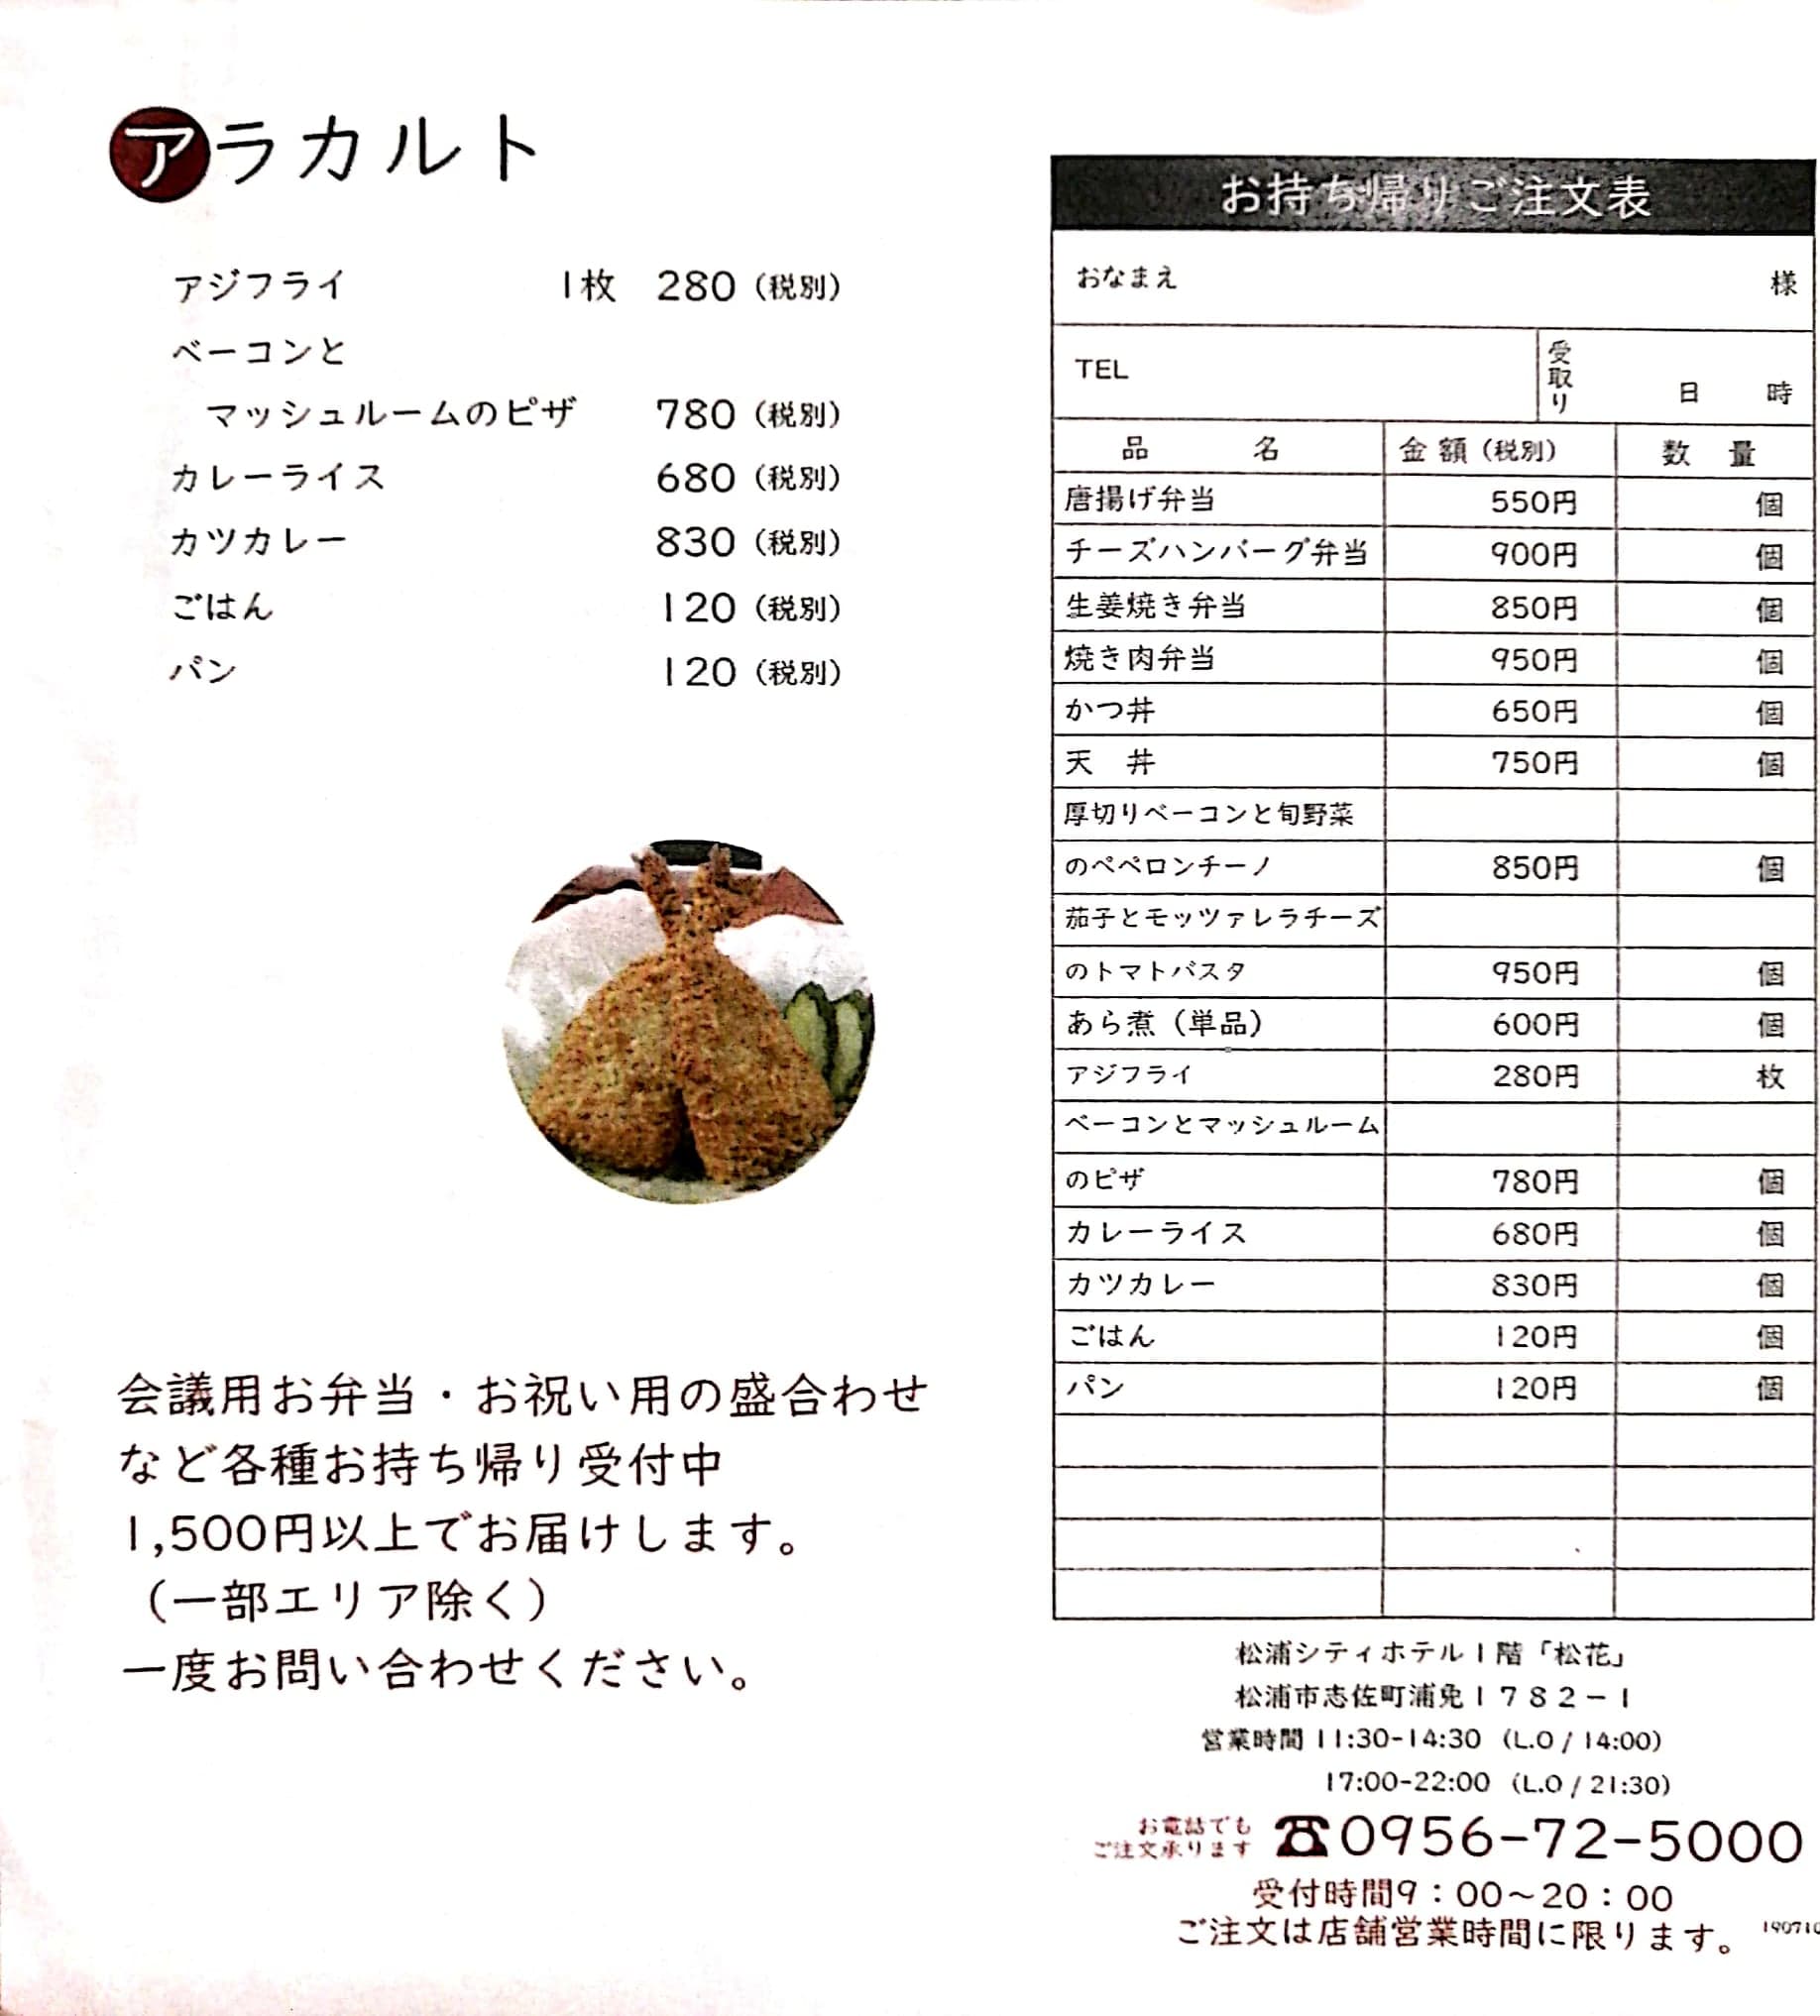 アラカルト
アジフライ 1枚 280（税別）
ベーコンと
マッシュルームのピザ 780（税別）
カレーライス 680（税別）
カツカレー 830（税別）
ごはん 120（税別）
パン 120（税別）
会議用お弁当・お祝い用の盛合わせ
など各種お持ち帰り受付中
1,500円以上でお届けします。
（一部エリア除く）
一度お問い合わせください。
お持ち帰りご注文表
おなまえ 様
TEL 受取り 日 時
品名 金額（税別） 数量
唐揚げ弁当 550円 個
チーズハンバーグ弁当 900円 個
生姜焼き弁当 850円 個
焼き肉弁当 950円 個
かつ丼 650円 個
天丼 750円 個
厚切りベーコンと旬野菜
のペペロンチーノ 850円 個
茄子とモッツァレラチーズ
のトマトパスタ 950円 個
あら煮（単品） 600円 個
アジフライ 280円 枚
ベーコンとマッシュルーム
のピザ 780円 個
カレーライス 680円 個
カツカレー 830円 個
ごはん 120円 個
パン 120円 個
松浦シティホテル1階「松花」
松浦市志佐町浦免1782-1
営業時間 11:30-14:30（L.O / 14:00）
17:00-22:00（L.O / 21:30）
お電話でも
ご注文承ります
☎0956-72-5000
受付時間9：00～20：00
ご注文は店舗営業時間に限ります。